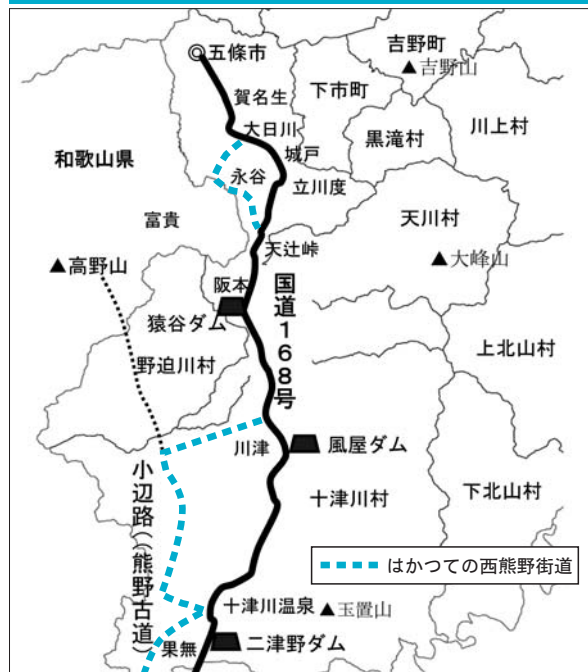 吉野町
◎五條市
▲吉野山
下市町
賀名生
川上村
大日川
黒滝村
城戸
和歌山県
永谷
立川度
天川村
富貴
天辻峠
▲大峰山
▲高野山
阪本
国道168号
猿谷ダム
上北山村
野迫川村
川津
風屋ダム
小辺路((熊野古道)
十津川村
下北山村
はかつての西熊野街道
十津川温泉
▲玉置山
果無
二津野ダム